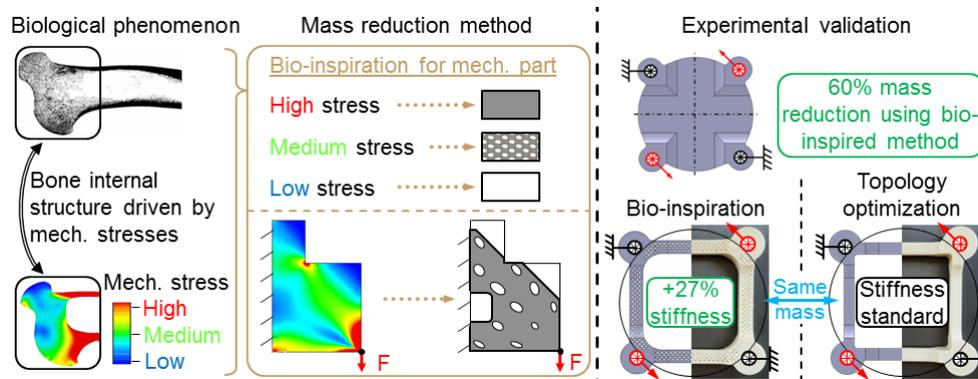 Biological phenomenon
Bone internal
structure driven by
mech. stresses
Mech. stress
High
Medium
Low
Mass reduction method
Bio-inspiration for mech. part
High stress
Medium stress
Low stress
F
F
Experimental validation
60% mass
reduction using bio-
inspired method
Bio-inspiration
Topology
optimization
+27%
stiffness
Same
mass
Stiffness
standard